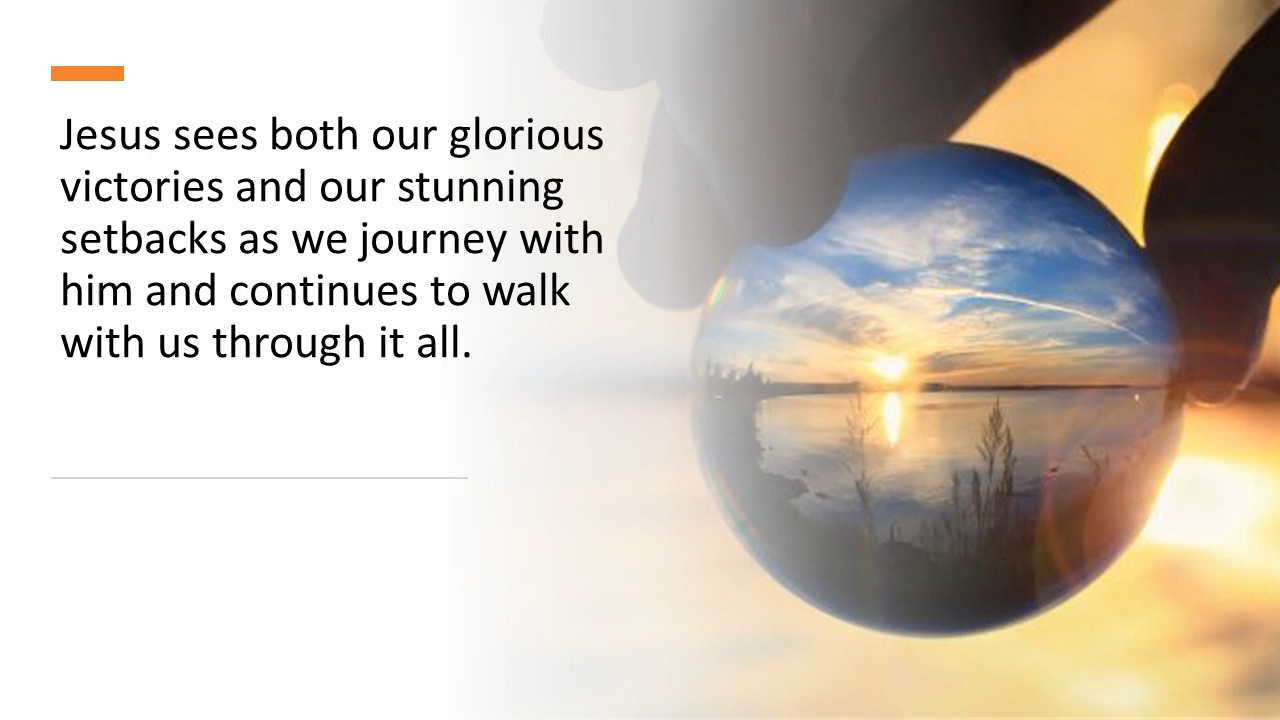 Jesus sees both our glorious
victories and our stunning
setbacks as we journey with
him and continues to walk
with us through it all.